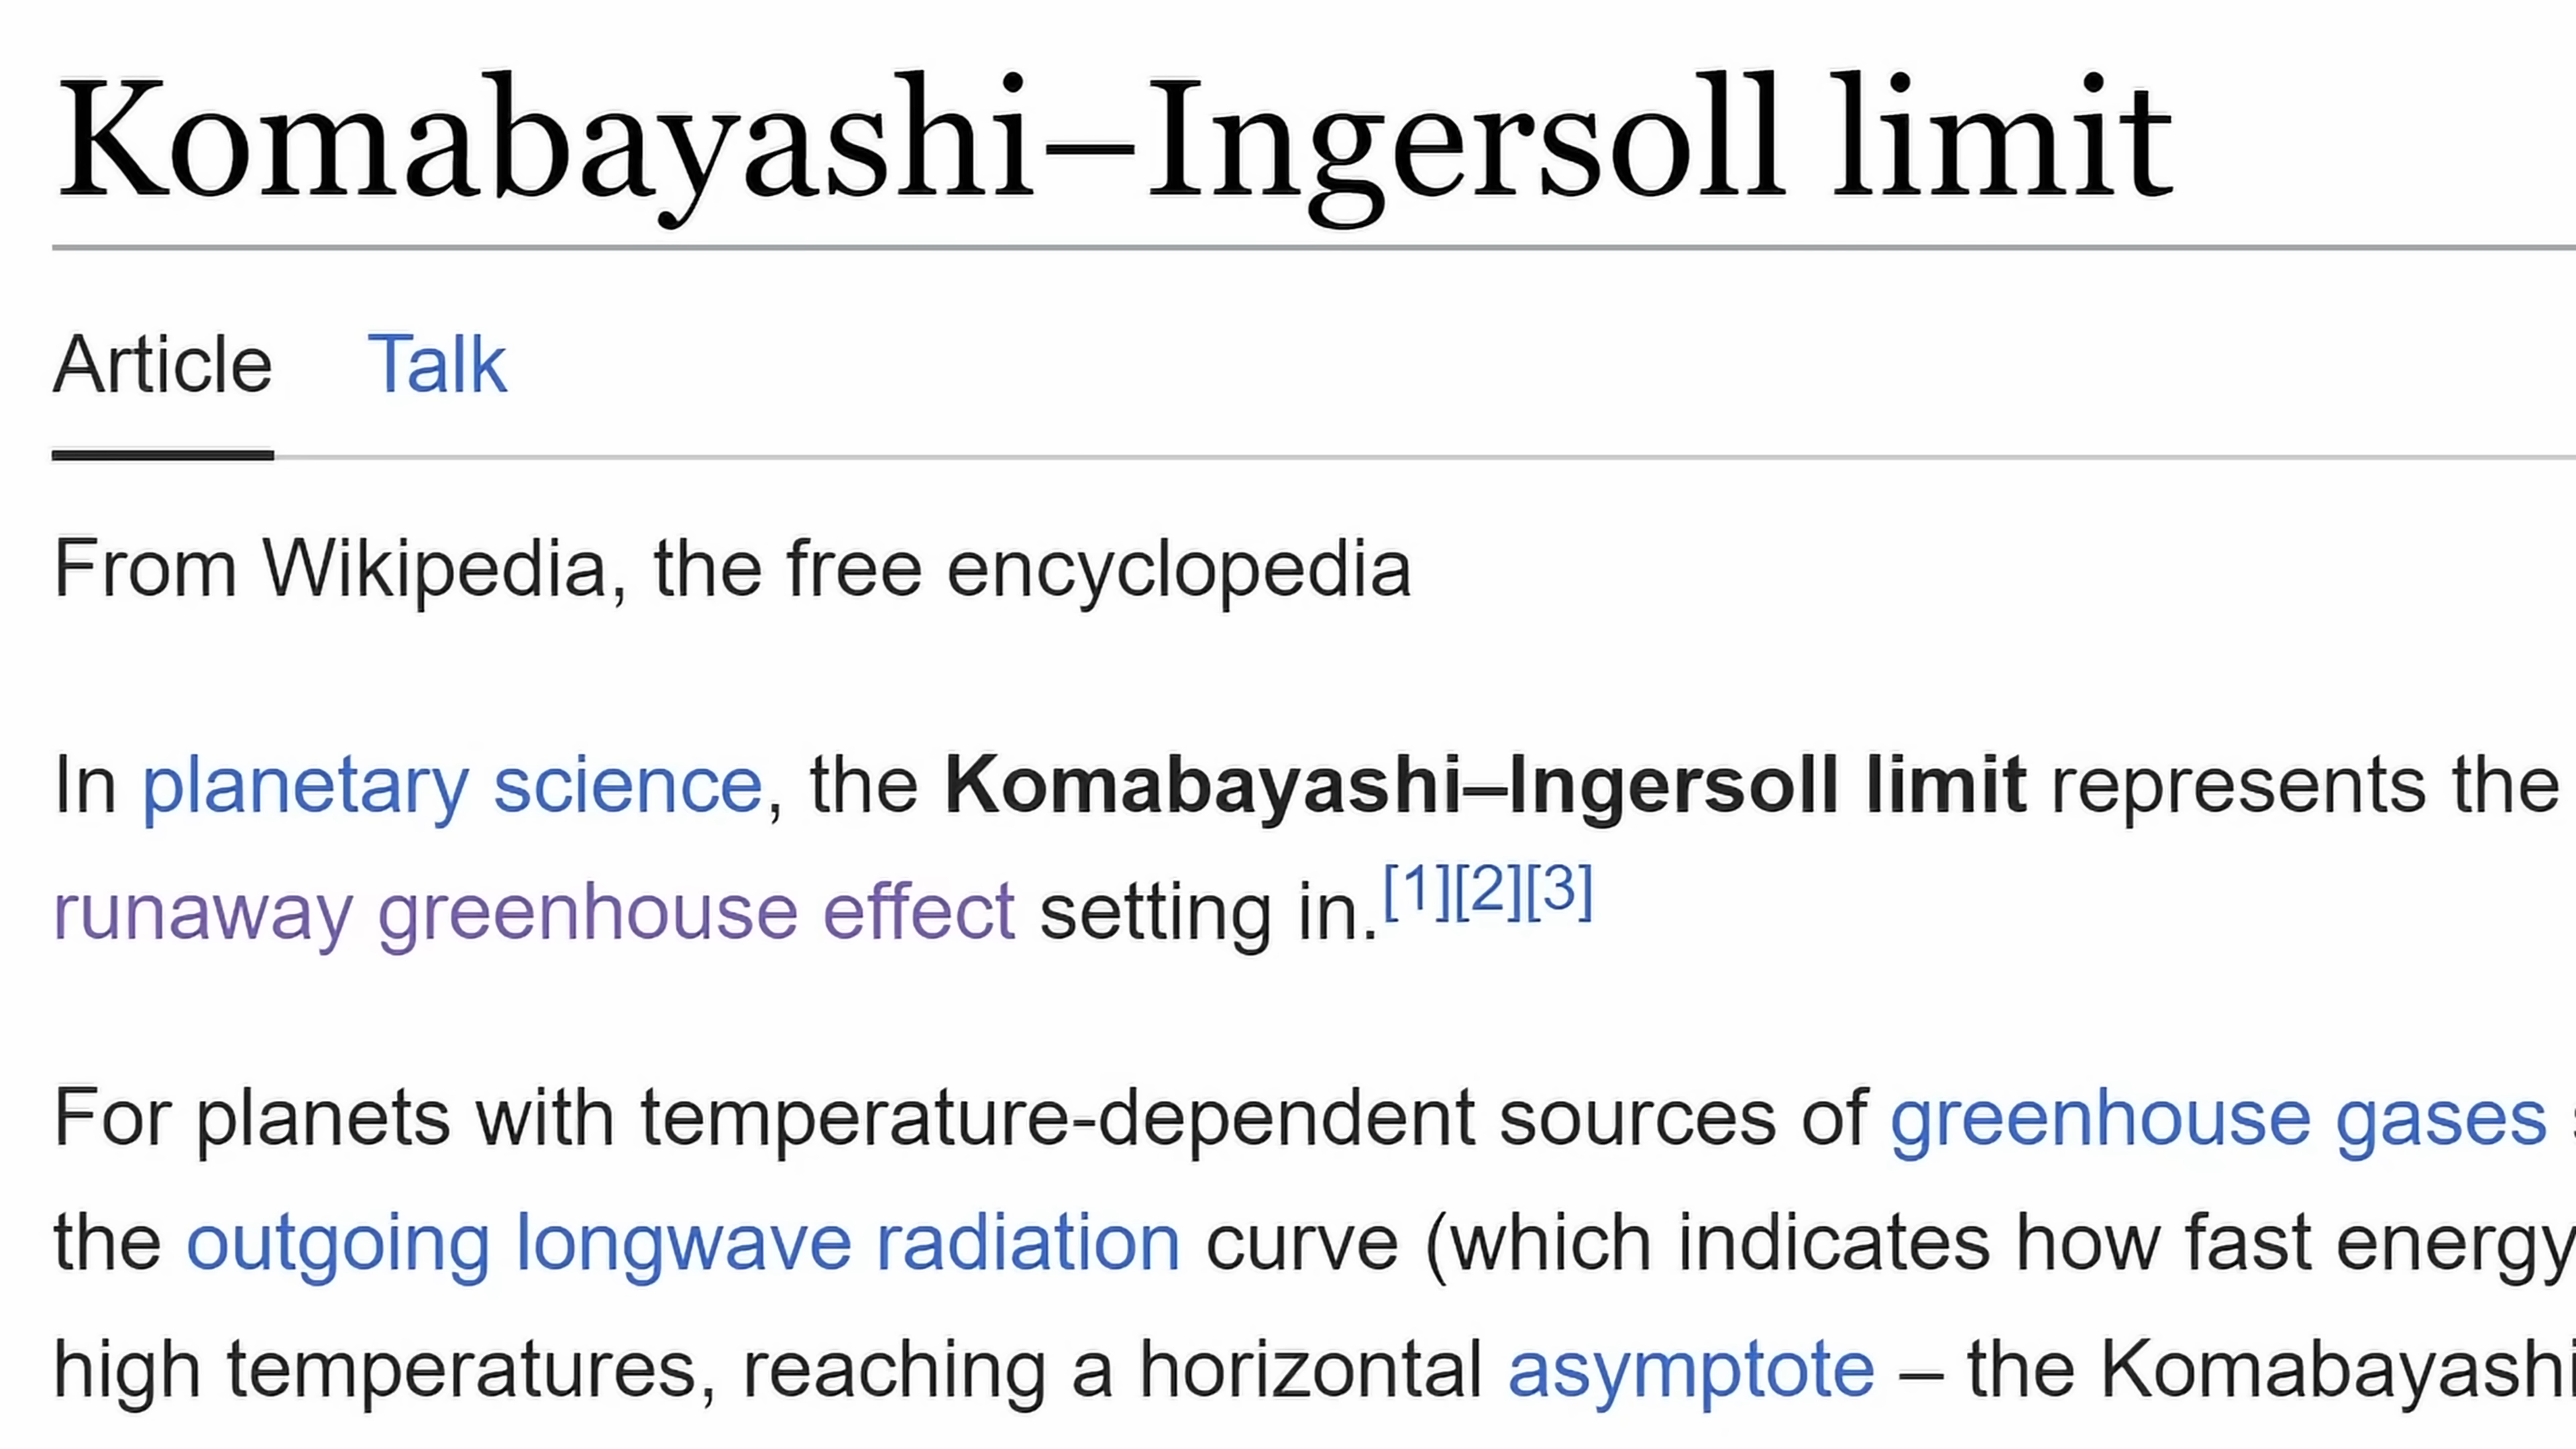 Komabayashi–Ingersoll limit
Article Talk
From Wikipedia, the free encyclopedia
In planetary science, the Komabayashi–Ingersoll limit represents the
runaway greenhouse effect setting in.[1][2][3]
For planets with temperature-dependent sources of greenhouse gases
the outgoing longwave radiation curve (which indicates how fast energy
high temperatures, reaching a horizontal asymptote – the Komabayashi